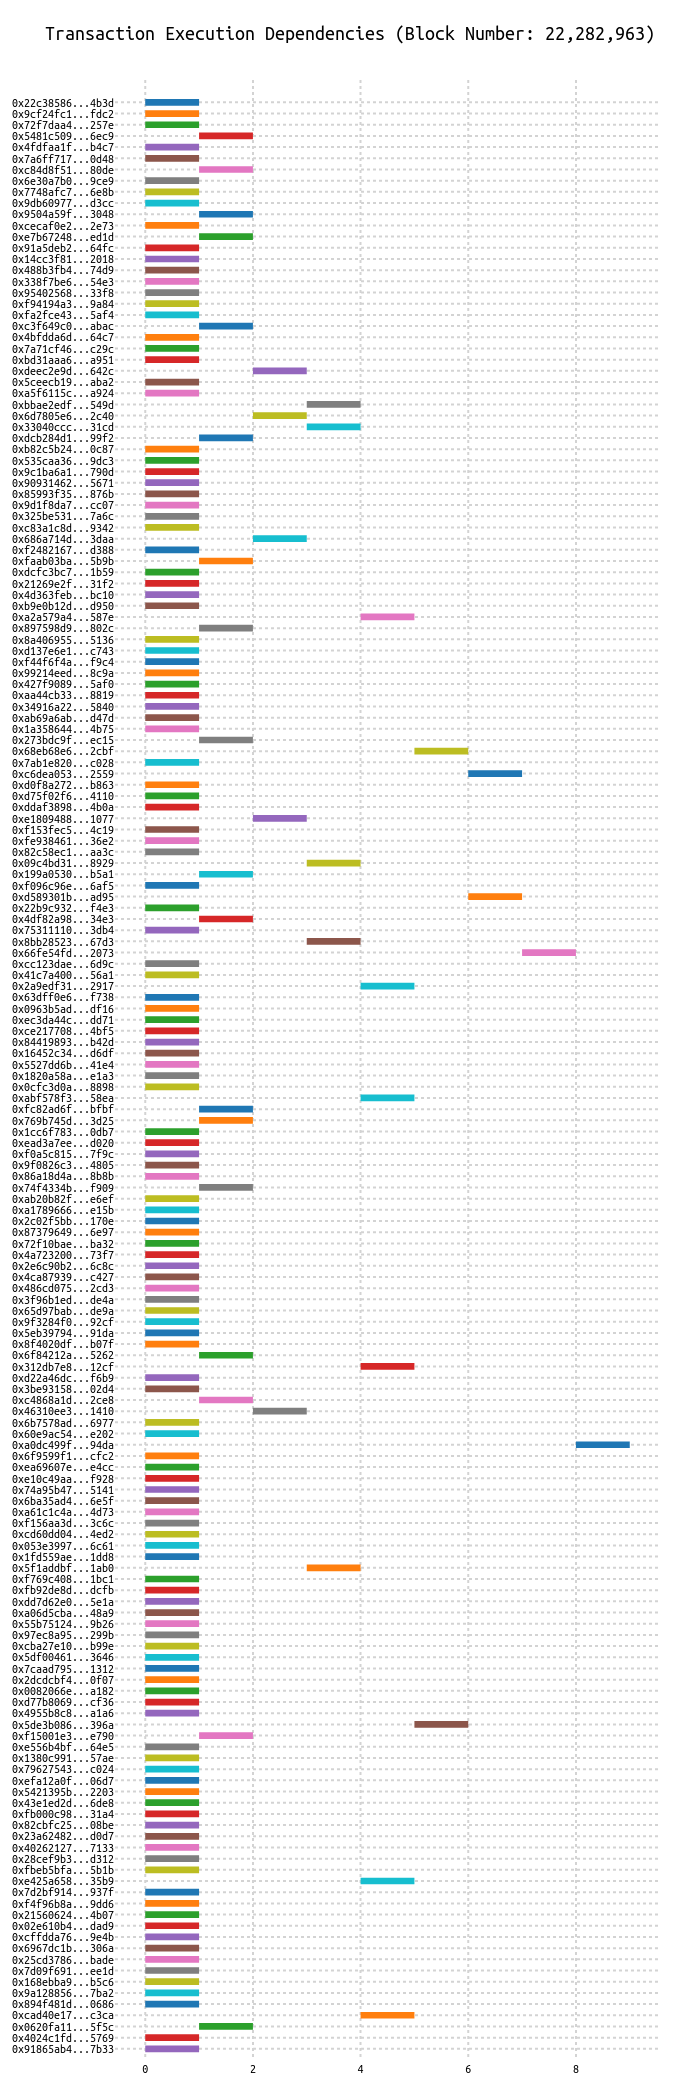 Transaction Execution Dependencies (Block Number: 22,282,963)
0x22c38586...4b3d
0x9cf24fc1...fdc2
0x72f7daa4...257e
0x5481c509...6ec9
0x4fdfaa1f...b4c7
0x7a6ff717...0d48
0xc84d8f51...80de
0x6e30a7b0...9ce9
0x7748afc7...6e8b
0x9db60977...d3cc
0x9504a59f...3048
0xcecaf0e2...2e73
0xe7b67248...ed1d
0x91a5deb2...64fc
0x14cc3f81...2018
0x488b3fb4...74d9
0x338f7be6...54e3
0x95402568...33f8
0xf94194a3...9a84
0xfa2fce43...5af4
0xc3f649c0...abac
0x4bfdda6d...64c7
0x7a71cf46...c29c
0xbd31aaa6...a951
0xdeec2e9d...642c
0x5ceecb19...aba2
0xa5f6115c...a924
0xbbae2edf...549d
0x6d7805e6...2c40
0x33040ccc...31cd
0xdcb284d1...99f2
0xb82c5b24...0c87
0x535caa36...9dc3
0x9c1ba6a1...790d
0x90931462...5671
0x85993f35...876b
0x9d1f8da7...cc07
0x325be531...7a6c
0xc83a1c8d...9342
0x686a714d...3daa
0xf2482167...d388
0xfaab03ba...5b9b
0xdcfc3bc7...1b59
0x21269e2f...31f2
0x4d363feb...bc10
0xb9e0b12d...d950
0xa2a579a4...587e
0x897598d9...802c
0x8a406955...5136
0xd137e6e1...c743
0xf44f6f4a...f9c4
0x99214eed...8c9a
0x427f9089...5af0
0xaa44cb33...8819
0x34916a22...5840
0xab69a6ab...d47d
0x1a358644...4b75
0x273bdc9f...ec15
0x68eb68e6...2cbf
0x7ab1e820...c028
0xc6dea053...2559
0xd0f8a272...b863
0xd75f02f6...4110
0xddaf3898...4b0a
0xe1809488...1077
0xf153fec5...4c19
0xfe938461...36e2
0x82c58ec1...aa3c
0x09c4bd31...8929
0x199a0530...b5a1
0xf096c96e...6af5
0xd589301b...ad95
0x22b9c932...f4e3
0x4df82a98...34e3
0x75311110...3db4
0x8bb28523...67d3
0x66fe54fd...2073
0xcc123dae...6d9c
0x41c7a400...56a1
0x2a9edf31...2917
0x63dff0e6...f738
0x0963b5ad...df16
0xec3da44c...dd71
0xce217708...4bf5
0x84419893...b42d
0x16452c34...d6df
0x5527dd6b...41e4
0x1820a58a...e1a3
0x0cfc3d0a...8898
0xabf578f3...58ea
0xfc82ad6f...bfbf
0x769b745d...3d25
0x1cc6f783...0db7
0xead3a7ee...d020
0xf0a5c815...7f9c
0x9f0826c3...4805
0x86a18d4a...8b8b
0x74f4334b...f909
0xab20b82f...e6ef
0xa1789666...e15b
0x2c02f5bb...170e
0x87379649...6e97
0x72f10bae...ba32
0x4a723200...73f7
0x2e6c90b2...6c8c
0x4ca87939...c427
0x486cd075...2cd3
0x3f96b1ed...de4a
0x65d97bab...de9a
0x9f3284f0...92cf
0x5eb39794...91da
0x8f4020df...b07f
0x6f84212a...5262
0x312db7e8...12cf
0xd22a46dc...f6b9
0x3be93158...02d4
0xc4868a1d...2ce8
0x46310ee3...1410
0x6b7578ad...6977
0x60e9ac54...e202
0xa0dc499f...94da
0x6f9599f1...cfc2
0xea69607e...e4cc
0xe10c49aa...f928
0x74a95b47...5141
0x6ba35ad4...6e5f
0xa61c1c4a...4d73
0xf156aa3d...3c6c
0xcd60dd04...4ed2
0x053e3997...6c61
0x1fd559ae...1dd8
0x5f1addbf...1ab0
0xf769c408...1bc1
0xfb92de8d...dcfb
0xdd7d62e0...5e1a
0xa06d5cba...48a9
0x55b75124...9b26
0x97ec8a95...299b
0xcba27e10...b99e
0x5df00461...3646
0x7caad795...1312
0x2dcdcbf4...0f07
0x0082066e...a182
0xd77b8069...cf36
0x4955b8c8...a1a6
0x5de3b086...396a
0xf15001e3...e790
0xe556b4bf...64e5
0x1380c991...57ae
0x79627543...c024
0xefa12a0f...06d7
0x5421395b...2203
0x43e1ed2d...6de8
0xfb000c98...31a4
0x82cbfc25...08be
0x23a62482...d0d7
0x40262127...7133
0x28cef9b3...d312
0xfbeb5bfa...5b1b
0xe425a658...35b9
0x7d2bf914...937f
0xf4f96b8a...9dd6
0x21560624...4b07
0x02e610b4...dad9
0xcffdda76...9e4b
0x6967dc1b...306a
0x25cd3786...bade
0x7d09f691...ee1d
0x168ebba9...b5c6
0x9a128856...7ba2
0x894f481d...0686
0xcad40e17...c3ca
0x0620fa11...5f5c
0x4024c1fd...5769
0x91865ab4...7b33
0 2 4 6 8